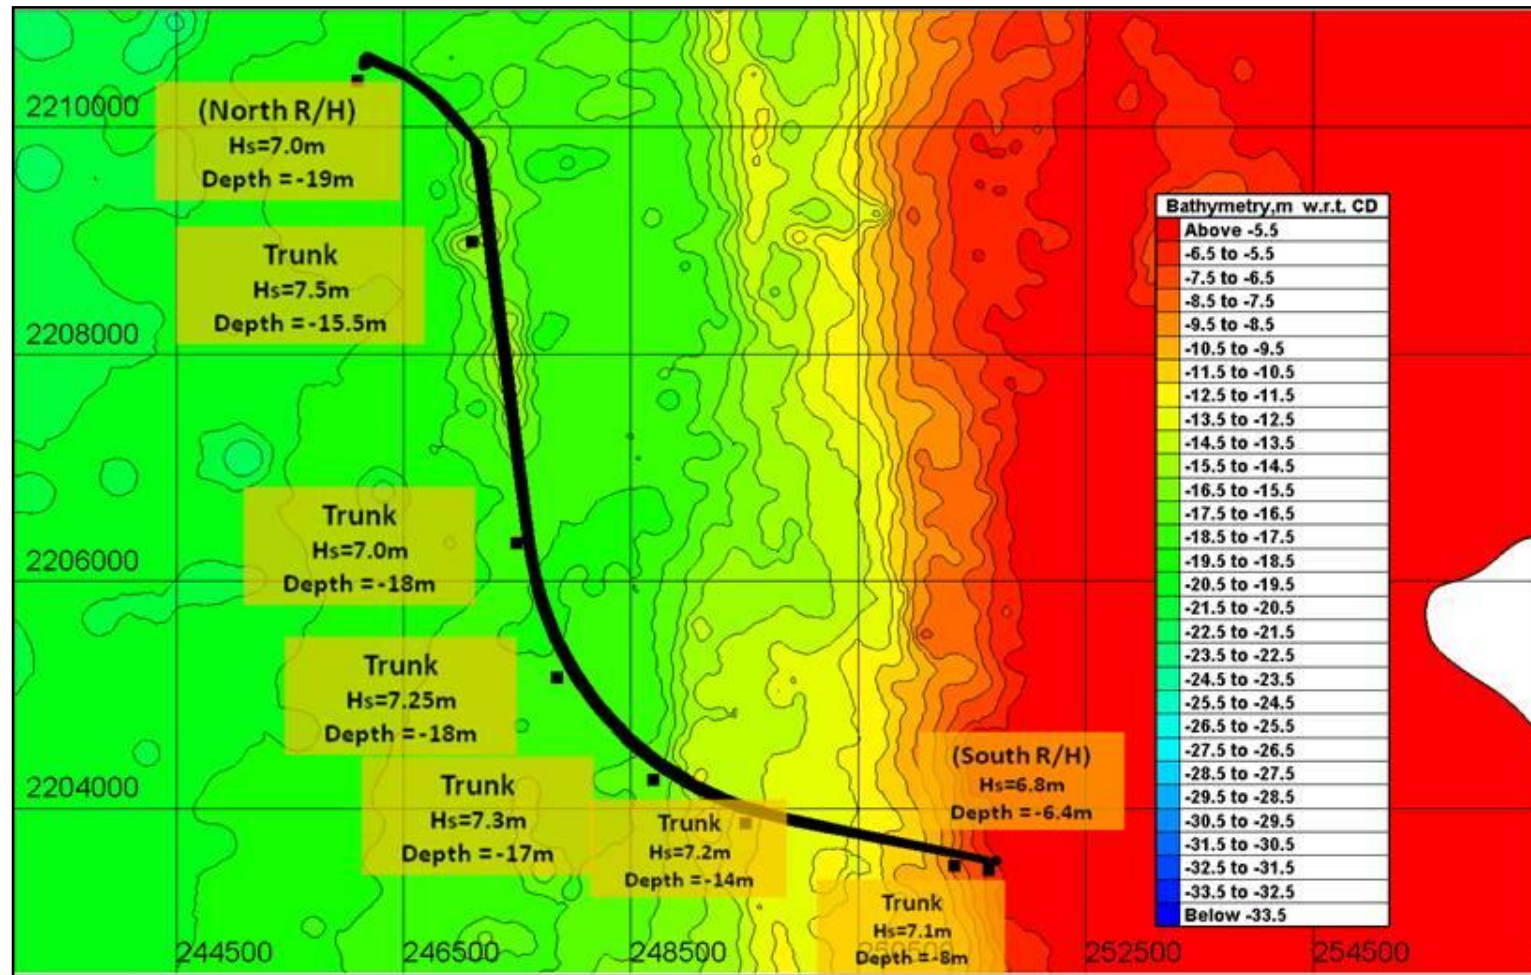 2210000
(North R/H)
Hs=7.0m
Depth =-19m
Trunk
Hs=7.5m
Depth =-15.5m
2208000
Trunk
Hs=7.0m
Depth =-18m
2206000
Trunk
Hs=7.25m
Depth =-18m
2204000
Trunk
Hs=7.3m
Depth =-17m
Trunk
Hs=7.2m
Depth =-14m
(South R/H)
Hs=6.8m
Depth =-6.4m
Trunk
Hs=7.1m
Depth =-8m
244500
246500
248500
250500
252500
254500
Bathymetry,m w.r.t. CD
Above -5.5
-6.5 to -5.5
-7.5 to -6.5
-8.5 to -7.5
-9.5 to -8.5
-10.5 to -9.5
-11.5 to -10.5
-12.5 to -11.5
-13.5 to -12.5
-14.5 to -13.5
-15.5 to -14.5
-16.5 to -15.5
-17.5 to -16.5
-18.5 to -17.5
-19.5 to -18.5
-20.5 to -19.5
-21.5 to -20.5
-22.5 to -21.5
-23.5 to -22.5
-24.5 to -23.5
-25.5 to -24.5
-26.5 to -25.5
-27.5 to -26.5
-28.5 to -27.5
-29.5 to -28.5
-30.5 to -29.5
-31.5 to -30.5
-32.5 to -31.5
-33.5 to -32.5
Below -33.5